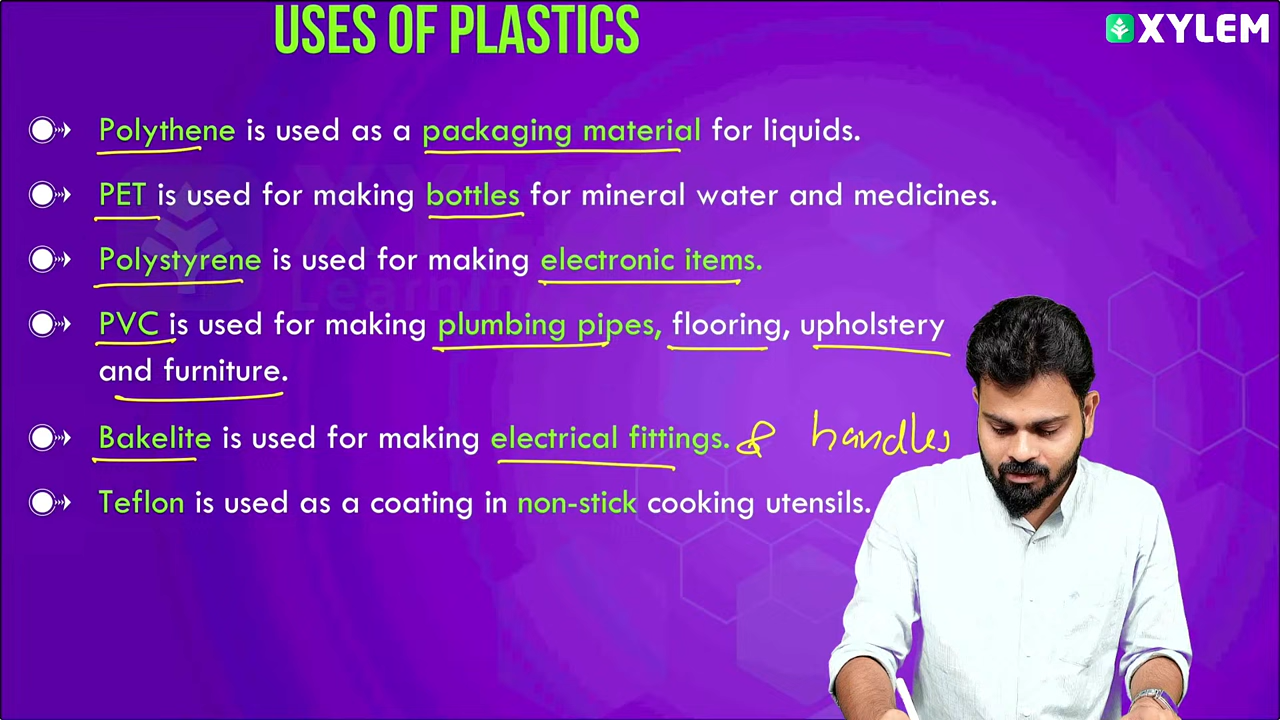 USES OF PLASTICS
XYLEM
Polythene is used as a packaging material for liquids.
PET is used for making bottles for mineral water and medicines.
Polystyrene is used for making electronic items.
PVC is used for making plumbing pipes, flooring, upholstery
and furniture.
Bakelite is used for making electrical fittings. & handles
Teflon is used as a coating in non-stick cooking utensils.